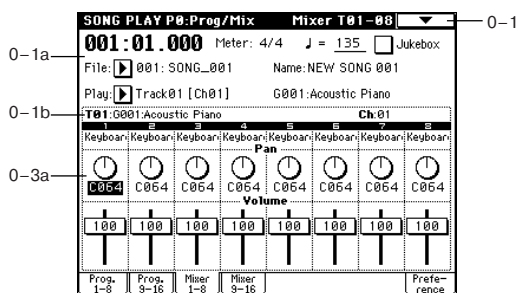 SONG PLAY P0:Prog/Mix Mixer T01-08
0-1
001:01.000 Meter: 4/4 ♩= 135 Jukebox
0-1a
File: 001: SONG_001 Name:NEW SONG 001
Play: Track01 [Ch01] G001:Acoustic Piano
0-1b
T01:G001:Acoustic Piano Ch:01
1 2 3 4 5 6 7 8
Keyboar Keyboar Keyboar Keyboar Keyboar Keyboar Keyboar Keyboar
Pan
0-3a
C064 C064 C064 C064 C064 C064 C064 C064
Volume
100 100 100 100 100 100 100 100
Prog. 1-8 Prog. 9-16 Mixer 1-8 Mixer 9-16 Prefe-rence